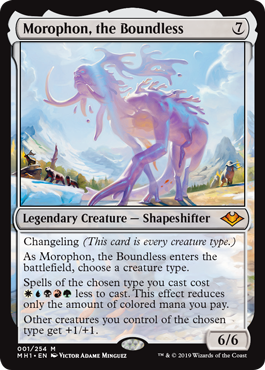 Morophon, the Boundless 7
Legendary Creature — Shapeshifter
Changeling (This card is every creature type.)
As Morophon, the Boundless enters the
battlefield, choose a creature type.
Spells of the chosen type you cast cost
less to cast. This effect reduces
only the amount of colored mana you pay.
Other creatures you control of the chosen
type get +1/+1.
6/6
001/254 M
MH1 • EN Victor Adame Minguez
™ & © 2019 Wizards of the Coast